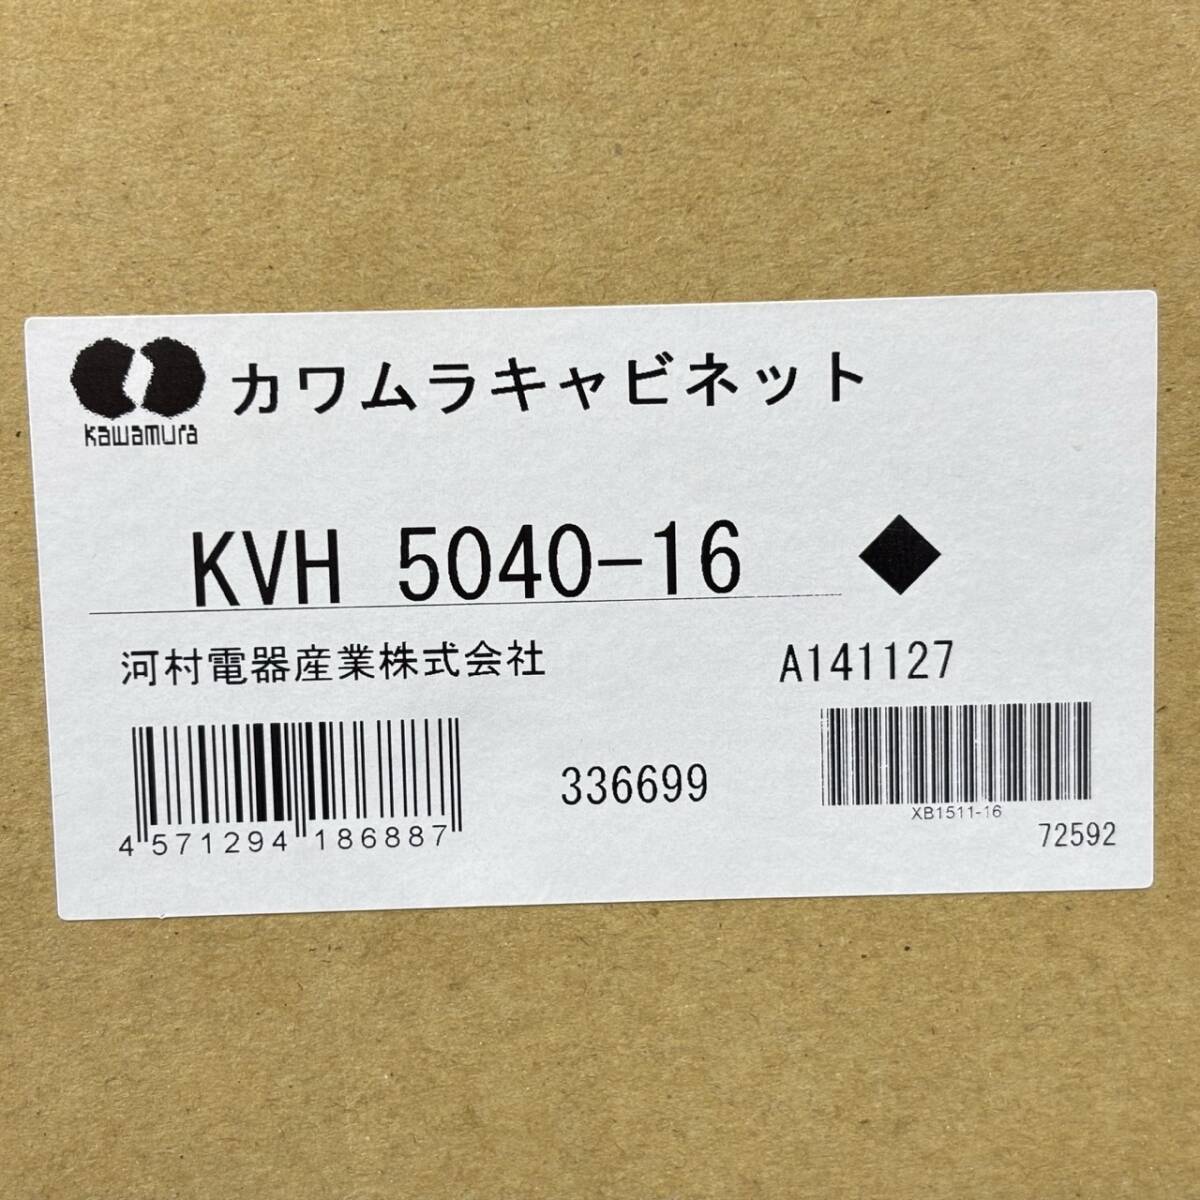 カワムラキャビネット
kawamura
KVH 5040-16 ◆
河村電器産業株式会社
A141127
4 571294 186887
336699
XB1511-16
72592